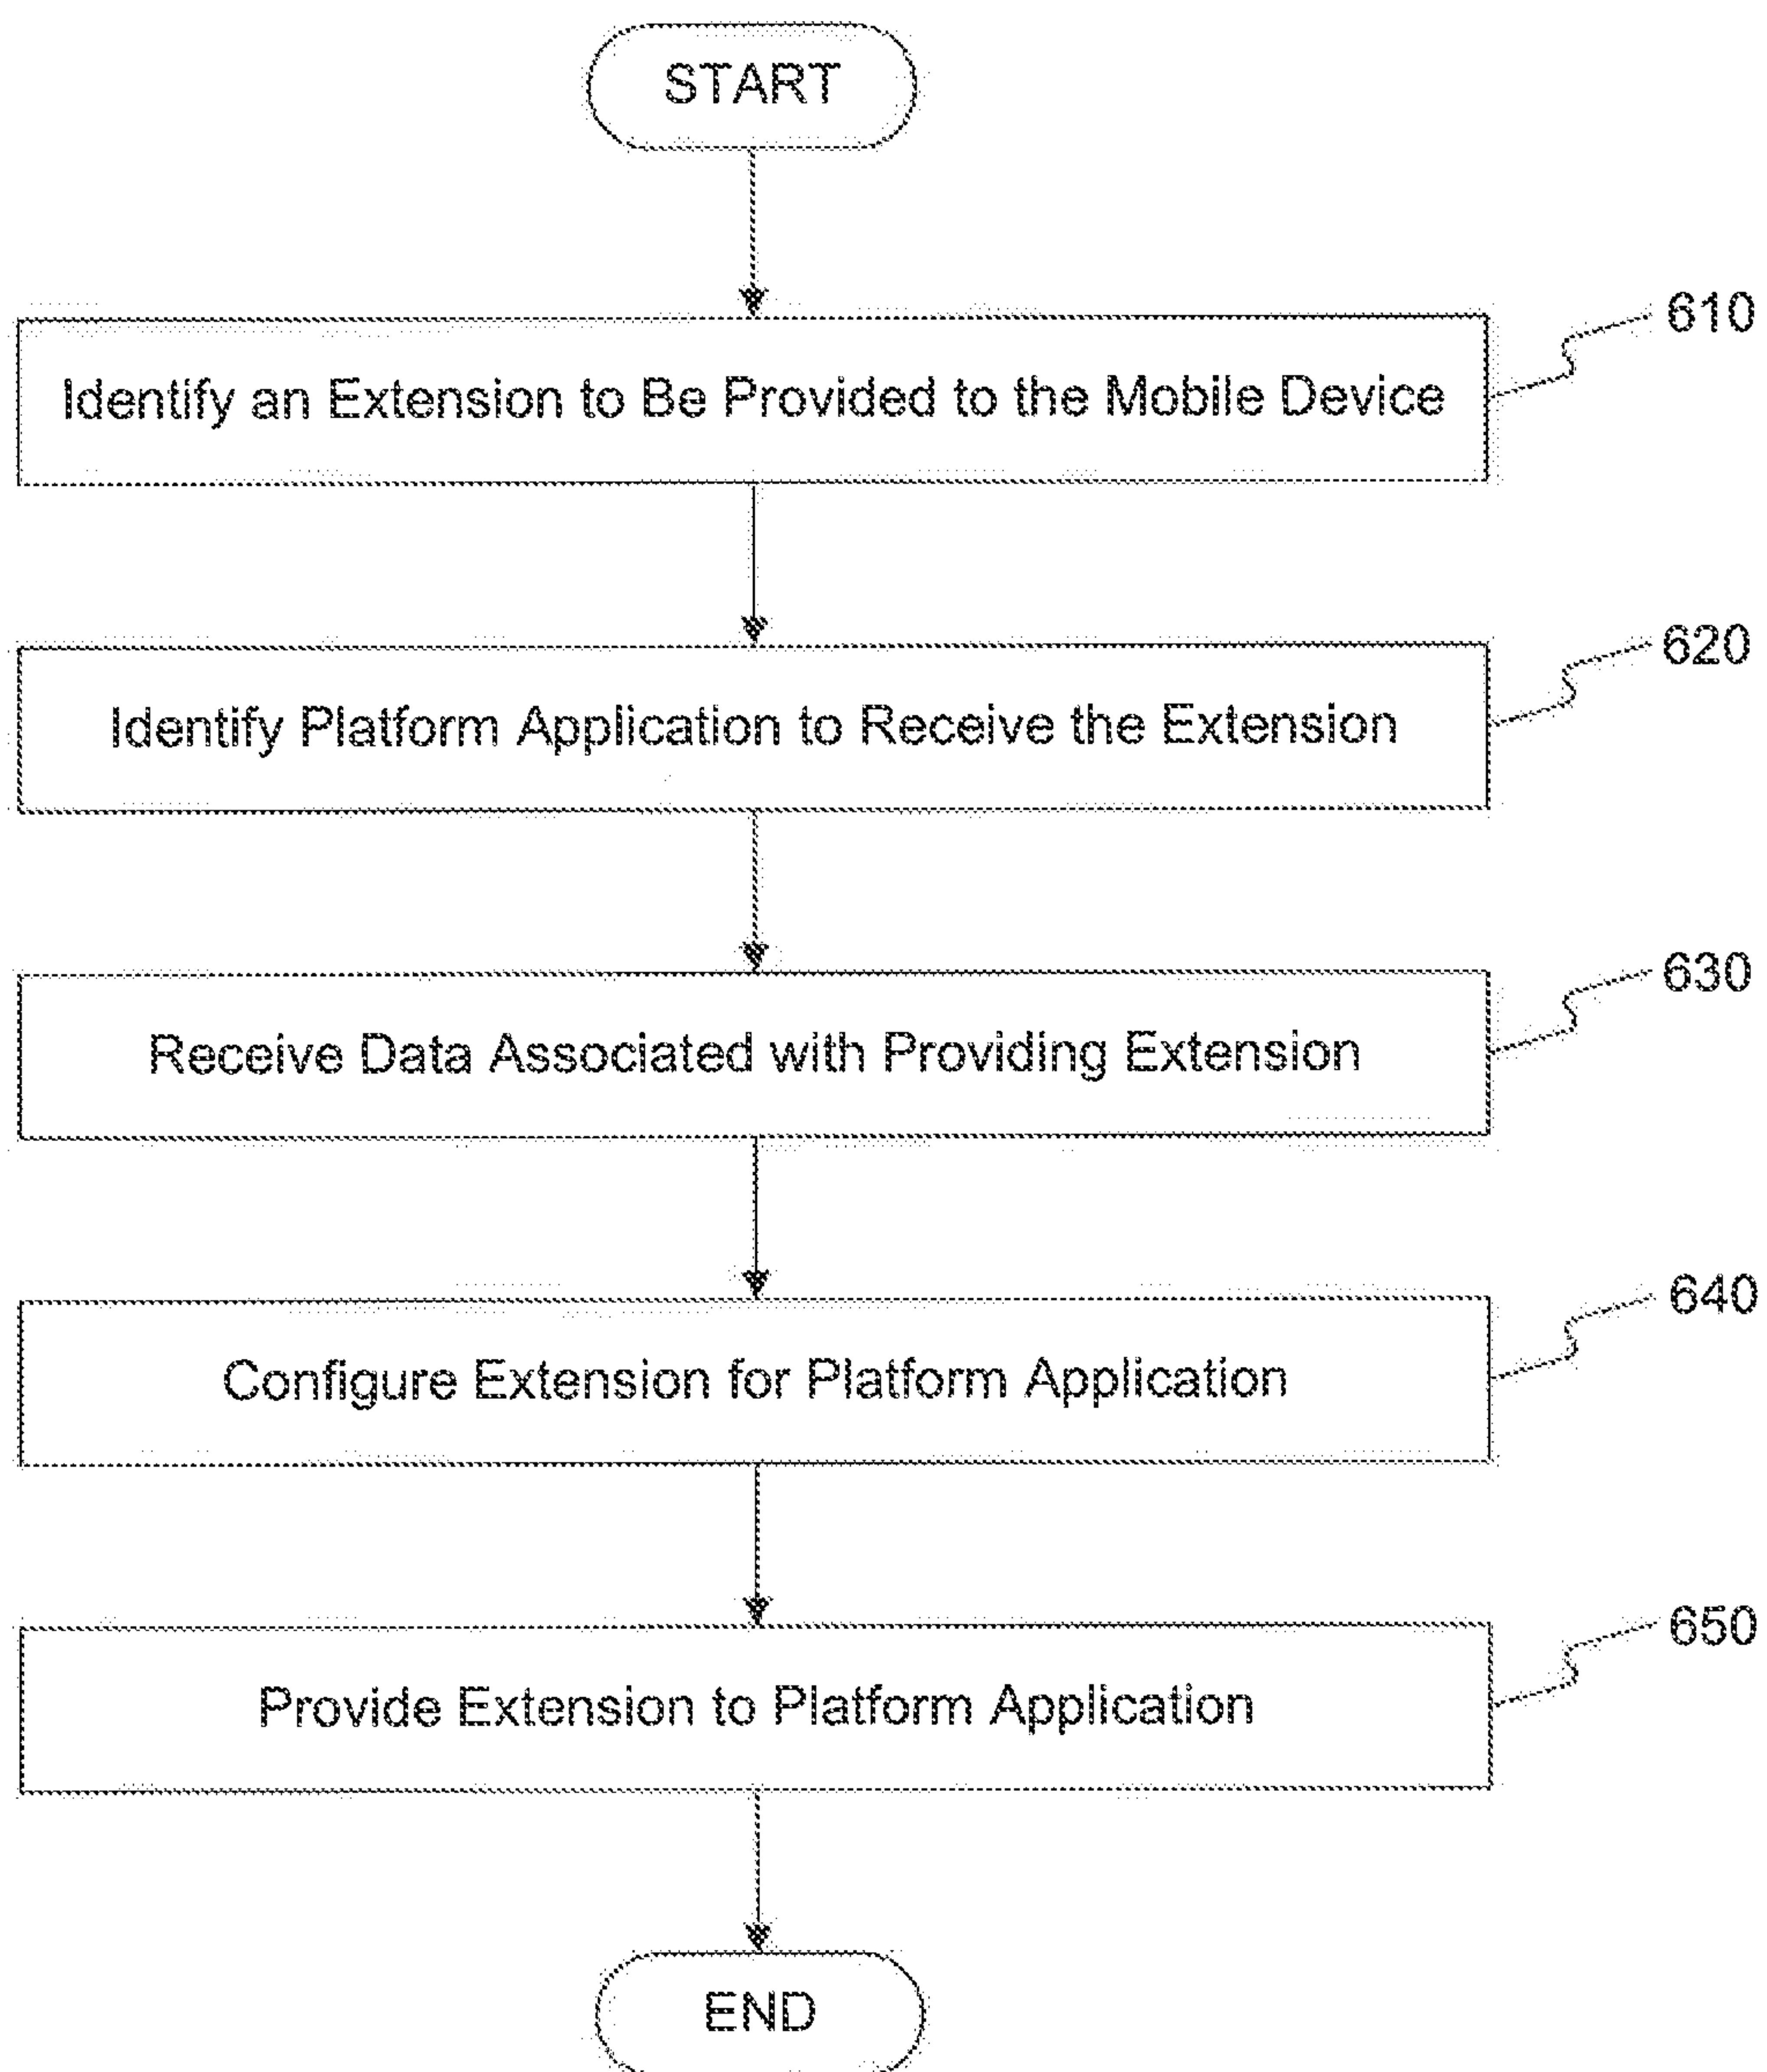 START
610
Identify an Extension to Be Provided to the Mobile Device
620
Identify Platform Application to Receive the Extension
630
Receive Data Associated with Providing Extension
640
Configure Extension for Platform Application
650
Provide Extension to Platform Application
END